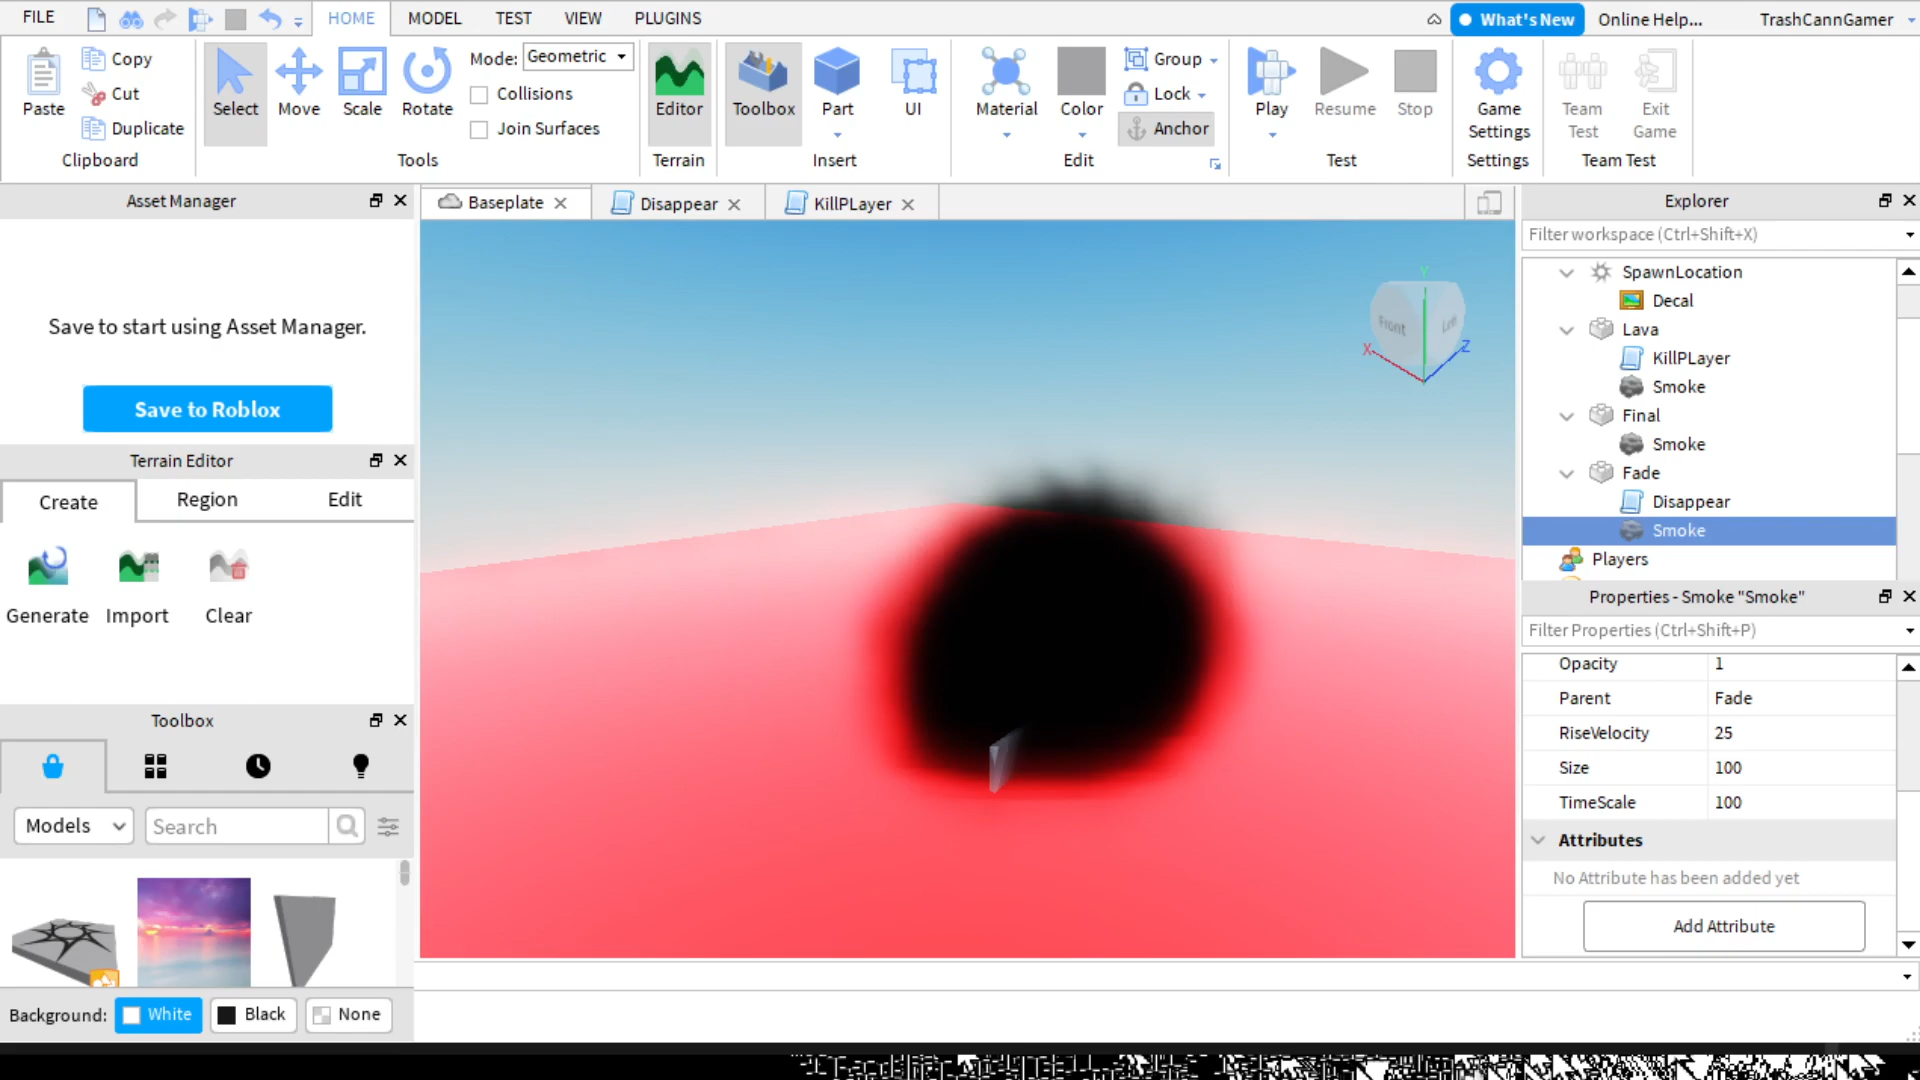 FILE HOME MODEL TEST VIEW PLUGINS What's New Online Help... TrashCannGamer
Paste Copy Cut Duplicate Clipboard
Select Move Scale Rotate Mode: Geometric Collisions Join Surfaces Tools
Editor Terrain
Toolbox Part UI Insert
Material Color Group Lock Anchor Edit
Play Resume Stop Test
Game Settings Settings
Team Test Exit Game Team Test
Asset Manager
Save to start using Asset Manager.
Save to Roblox
Terrain Editor
Create Region Edit
Generate Import Clear
Toolbox
Models Search
Background: White Black None
Baseplate Disappear KillPLayer
Y
Front Left
X Z
Explorer
Filter workspace (Ctrl+Shift+X)
SpawnLocation
Decal
Lava
KillPLayer
Smoke
Final
Smoke
Fade
Disappear
Smoke
Players
Properties - Smoke "Smoke"
Filter Properties (Ctrl+Shift+P)
Opacity 1
Parent Fade
RiseVelocity 25
Size 100
TimeScale 100
Attributes
No Attribute has been added yet
Add Attribute